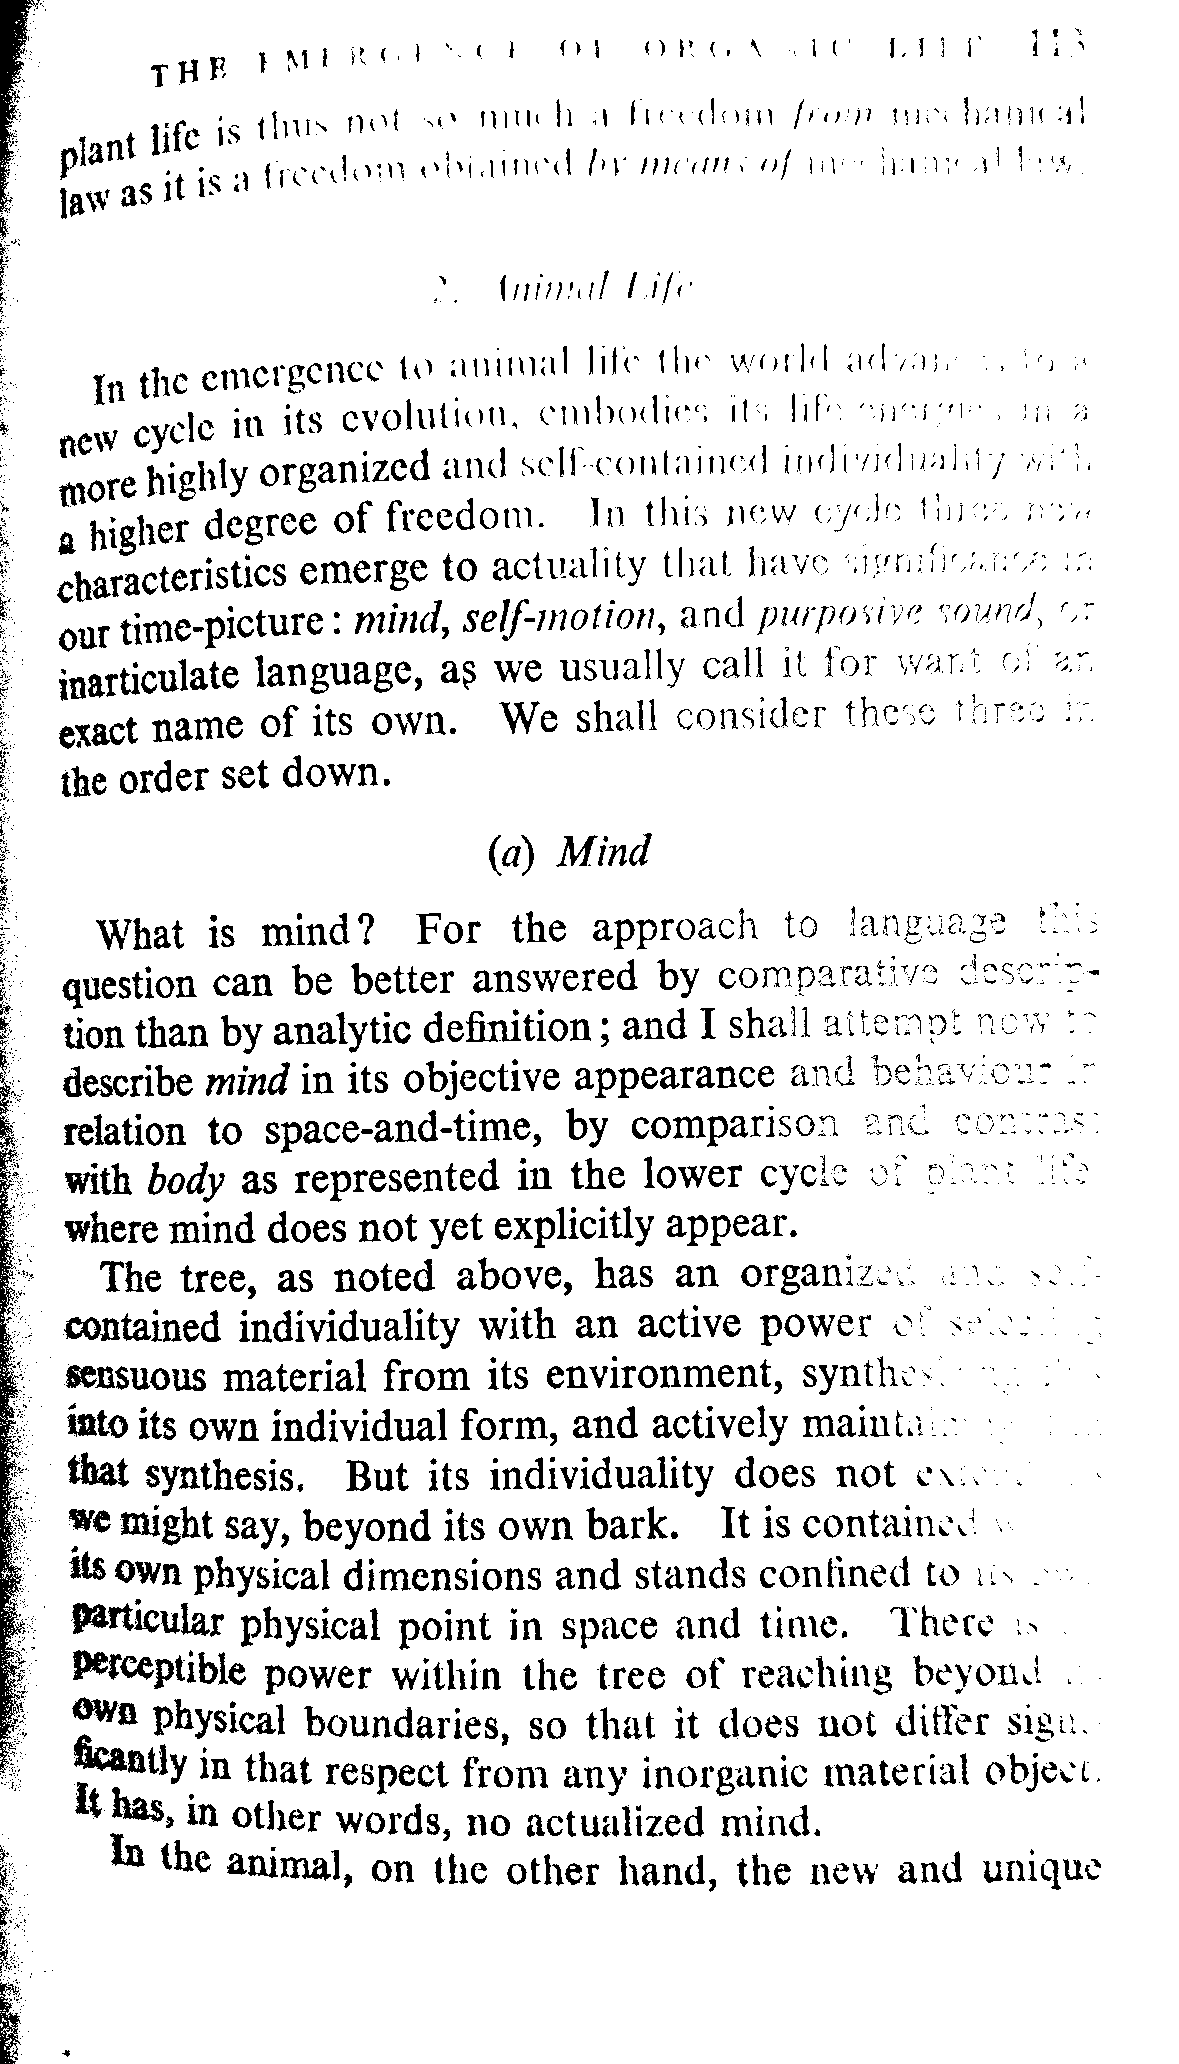 THE EMERGENCE OF ORGANIC LIFE 113
plant life is thus not so much a freedom from mechanical
law as it is a freedom obtained by means of mechanical law.
2. Animal Life
In the emergence to animal life the world advances to a
new cycle in its evolution, embodies its life energies in a
more highly organized and self-contained individuality with
a higher degree of freedom. In this new cycle three new
characteristics emerge to actuality that have significance in
our time-picture: mind, self-motion, and purposive sound, or
inarticulate language, as we usually call it for want of an
exact name of its own. We shall consider these three in
the order set down.
(a) Mind
What is mind? For the approach to language this
question can be better answered by comparative descrip-
tion than by analytic definition; and I shall attempt now to
describe mind in its objective appearance and behaviour in
relation to space-and-time, by comparison and contrast
with body as represented in the lower cycle of plant life
where mind does not yet explicitly appear.
The tree, as noted above, has an organized and self-
contained individuality with an active power of selecting
sensuous material from its environment, synthesizing
into its own individual form, and actively maintaining
that synthesis. But its individuality does not extend
we might say, beyond its own bark. It is contained
its own physical dimensions and stands confined to its
particular physical point in space and time. There is
perceptible power within the tree of reaching beyond
own physical boundaries, so that it does not differ signi-
ficantly in that respect from any inorganic material object.
It has, in other words, no actualized mind.
In the animal, on the other hand, the new and unique